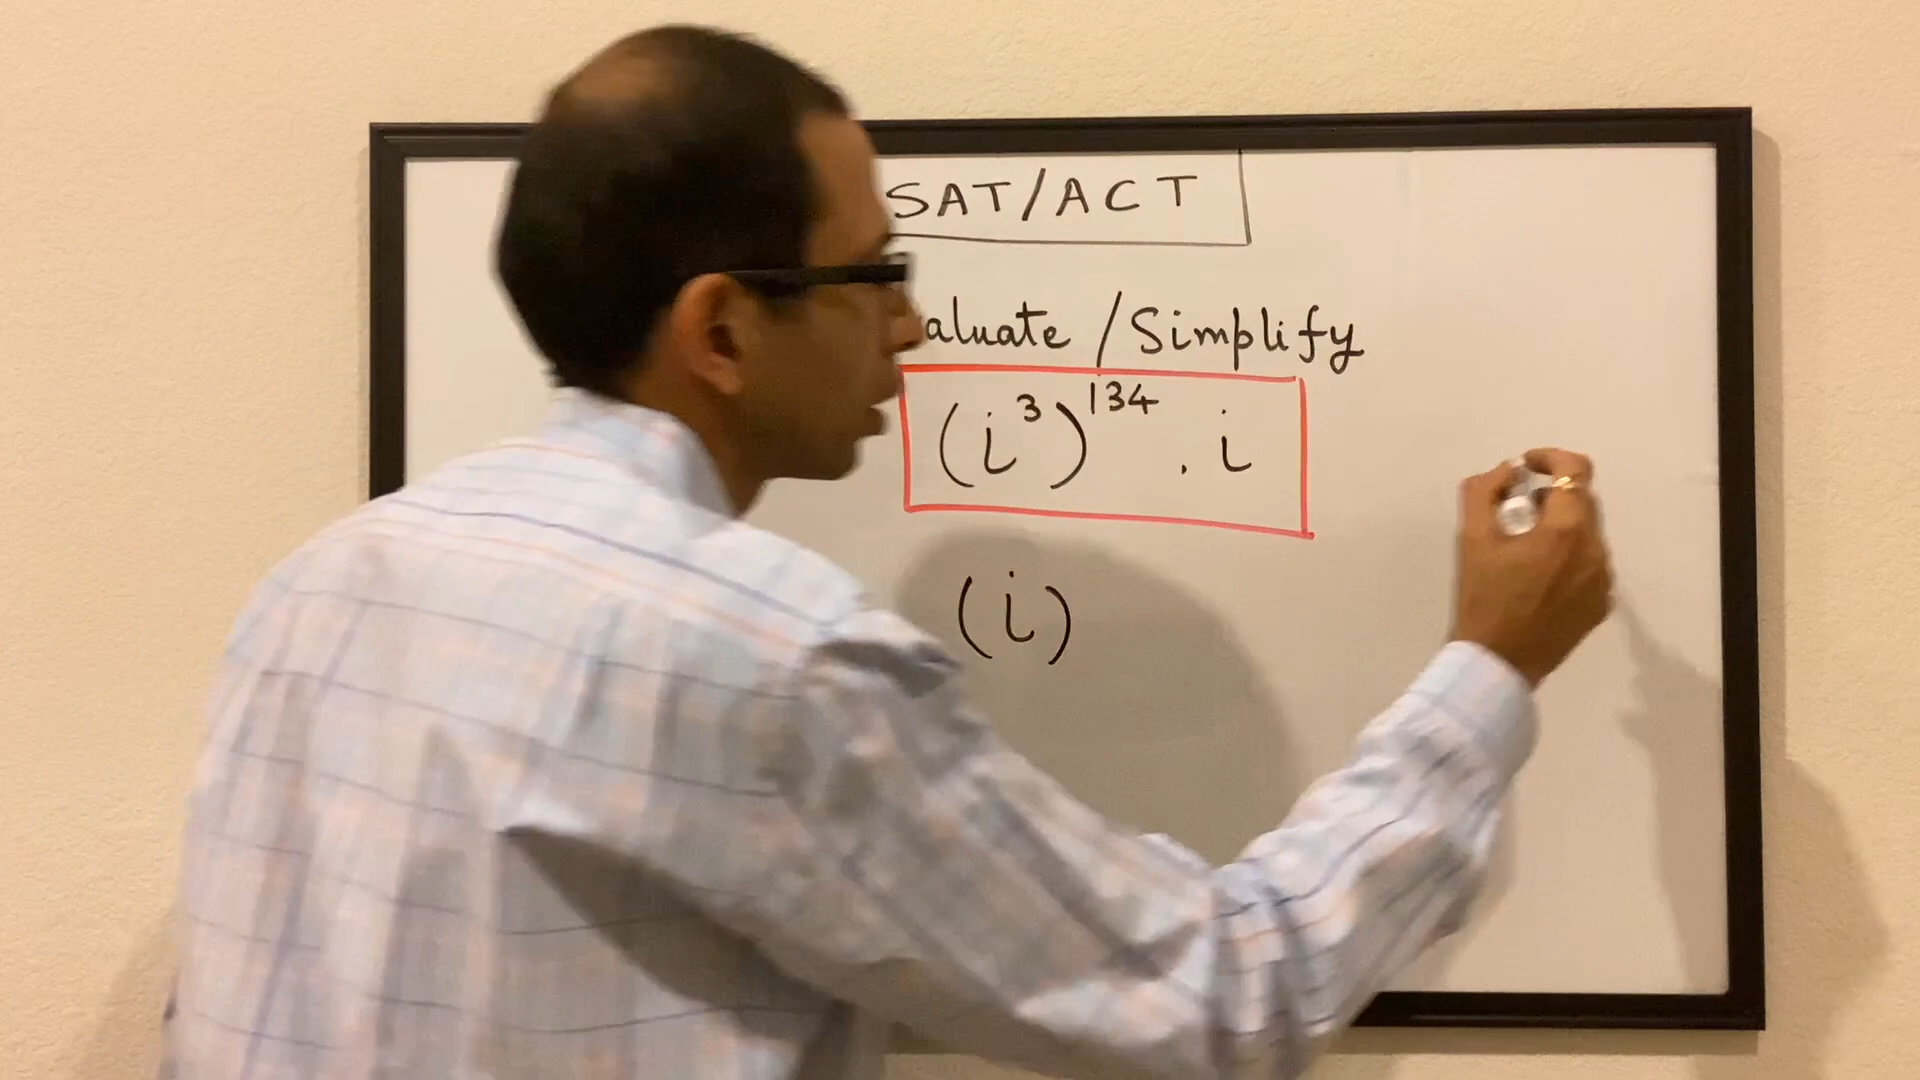 SAT/ACT
aluate / Simplify
(i³)¹³⁴ . i
(i)